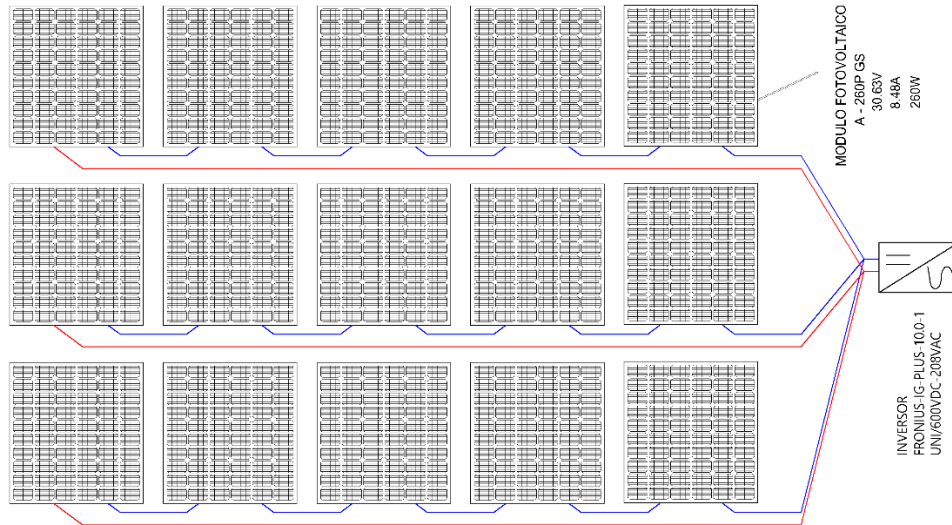 MODULO FOTOVOLTAICO
A - 260P GS
30.63V
8.48A
260W
INVERSOR
FRONIUS-IG-PLUS-10.0-1
UNI/600VDC-208VAC